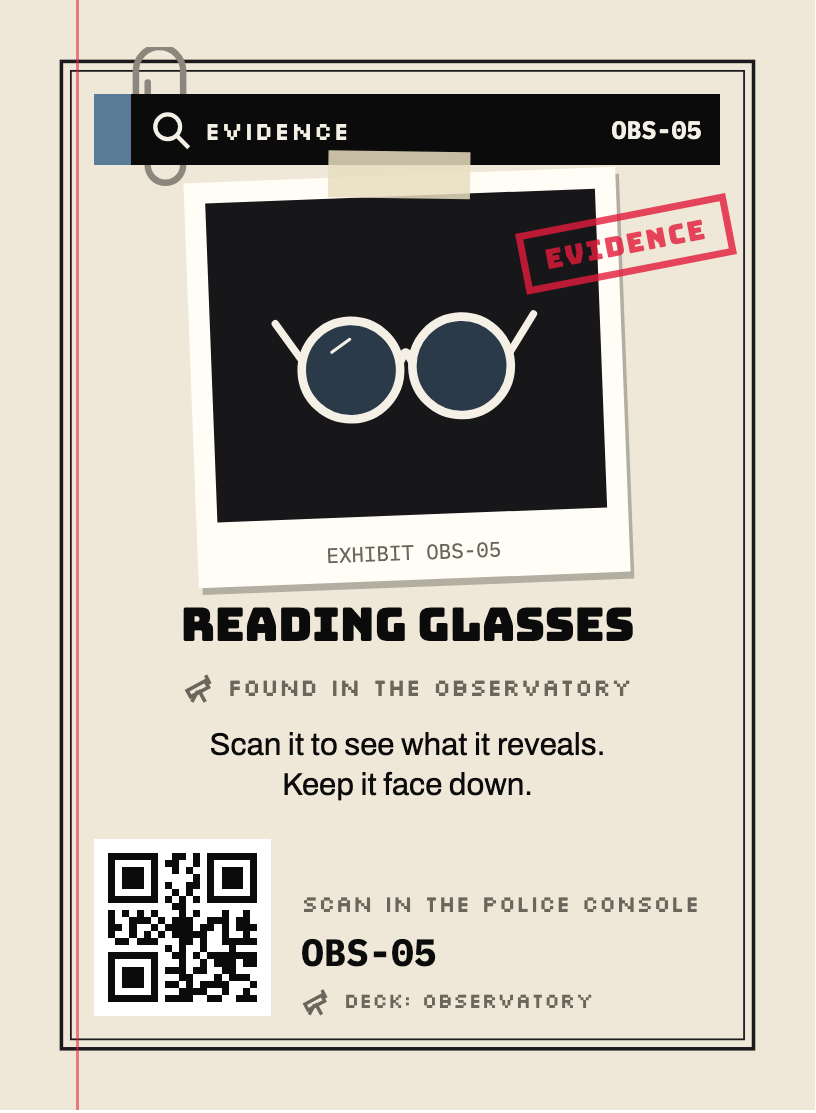 EVIDENCE OBS-05
EVIDENCE
EXHIBIT OBS-05
READING GLASSES
FOUND IN THE OBSERVATORY
Scan it to see what it reveals.
Keep it face down.
SCAN IN THE POLICE CONSOLE
OBS-05
DECK: OBSERVATORY